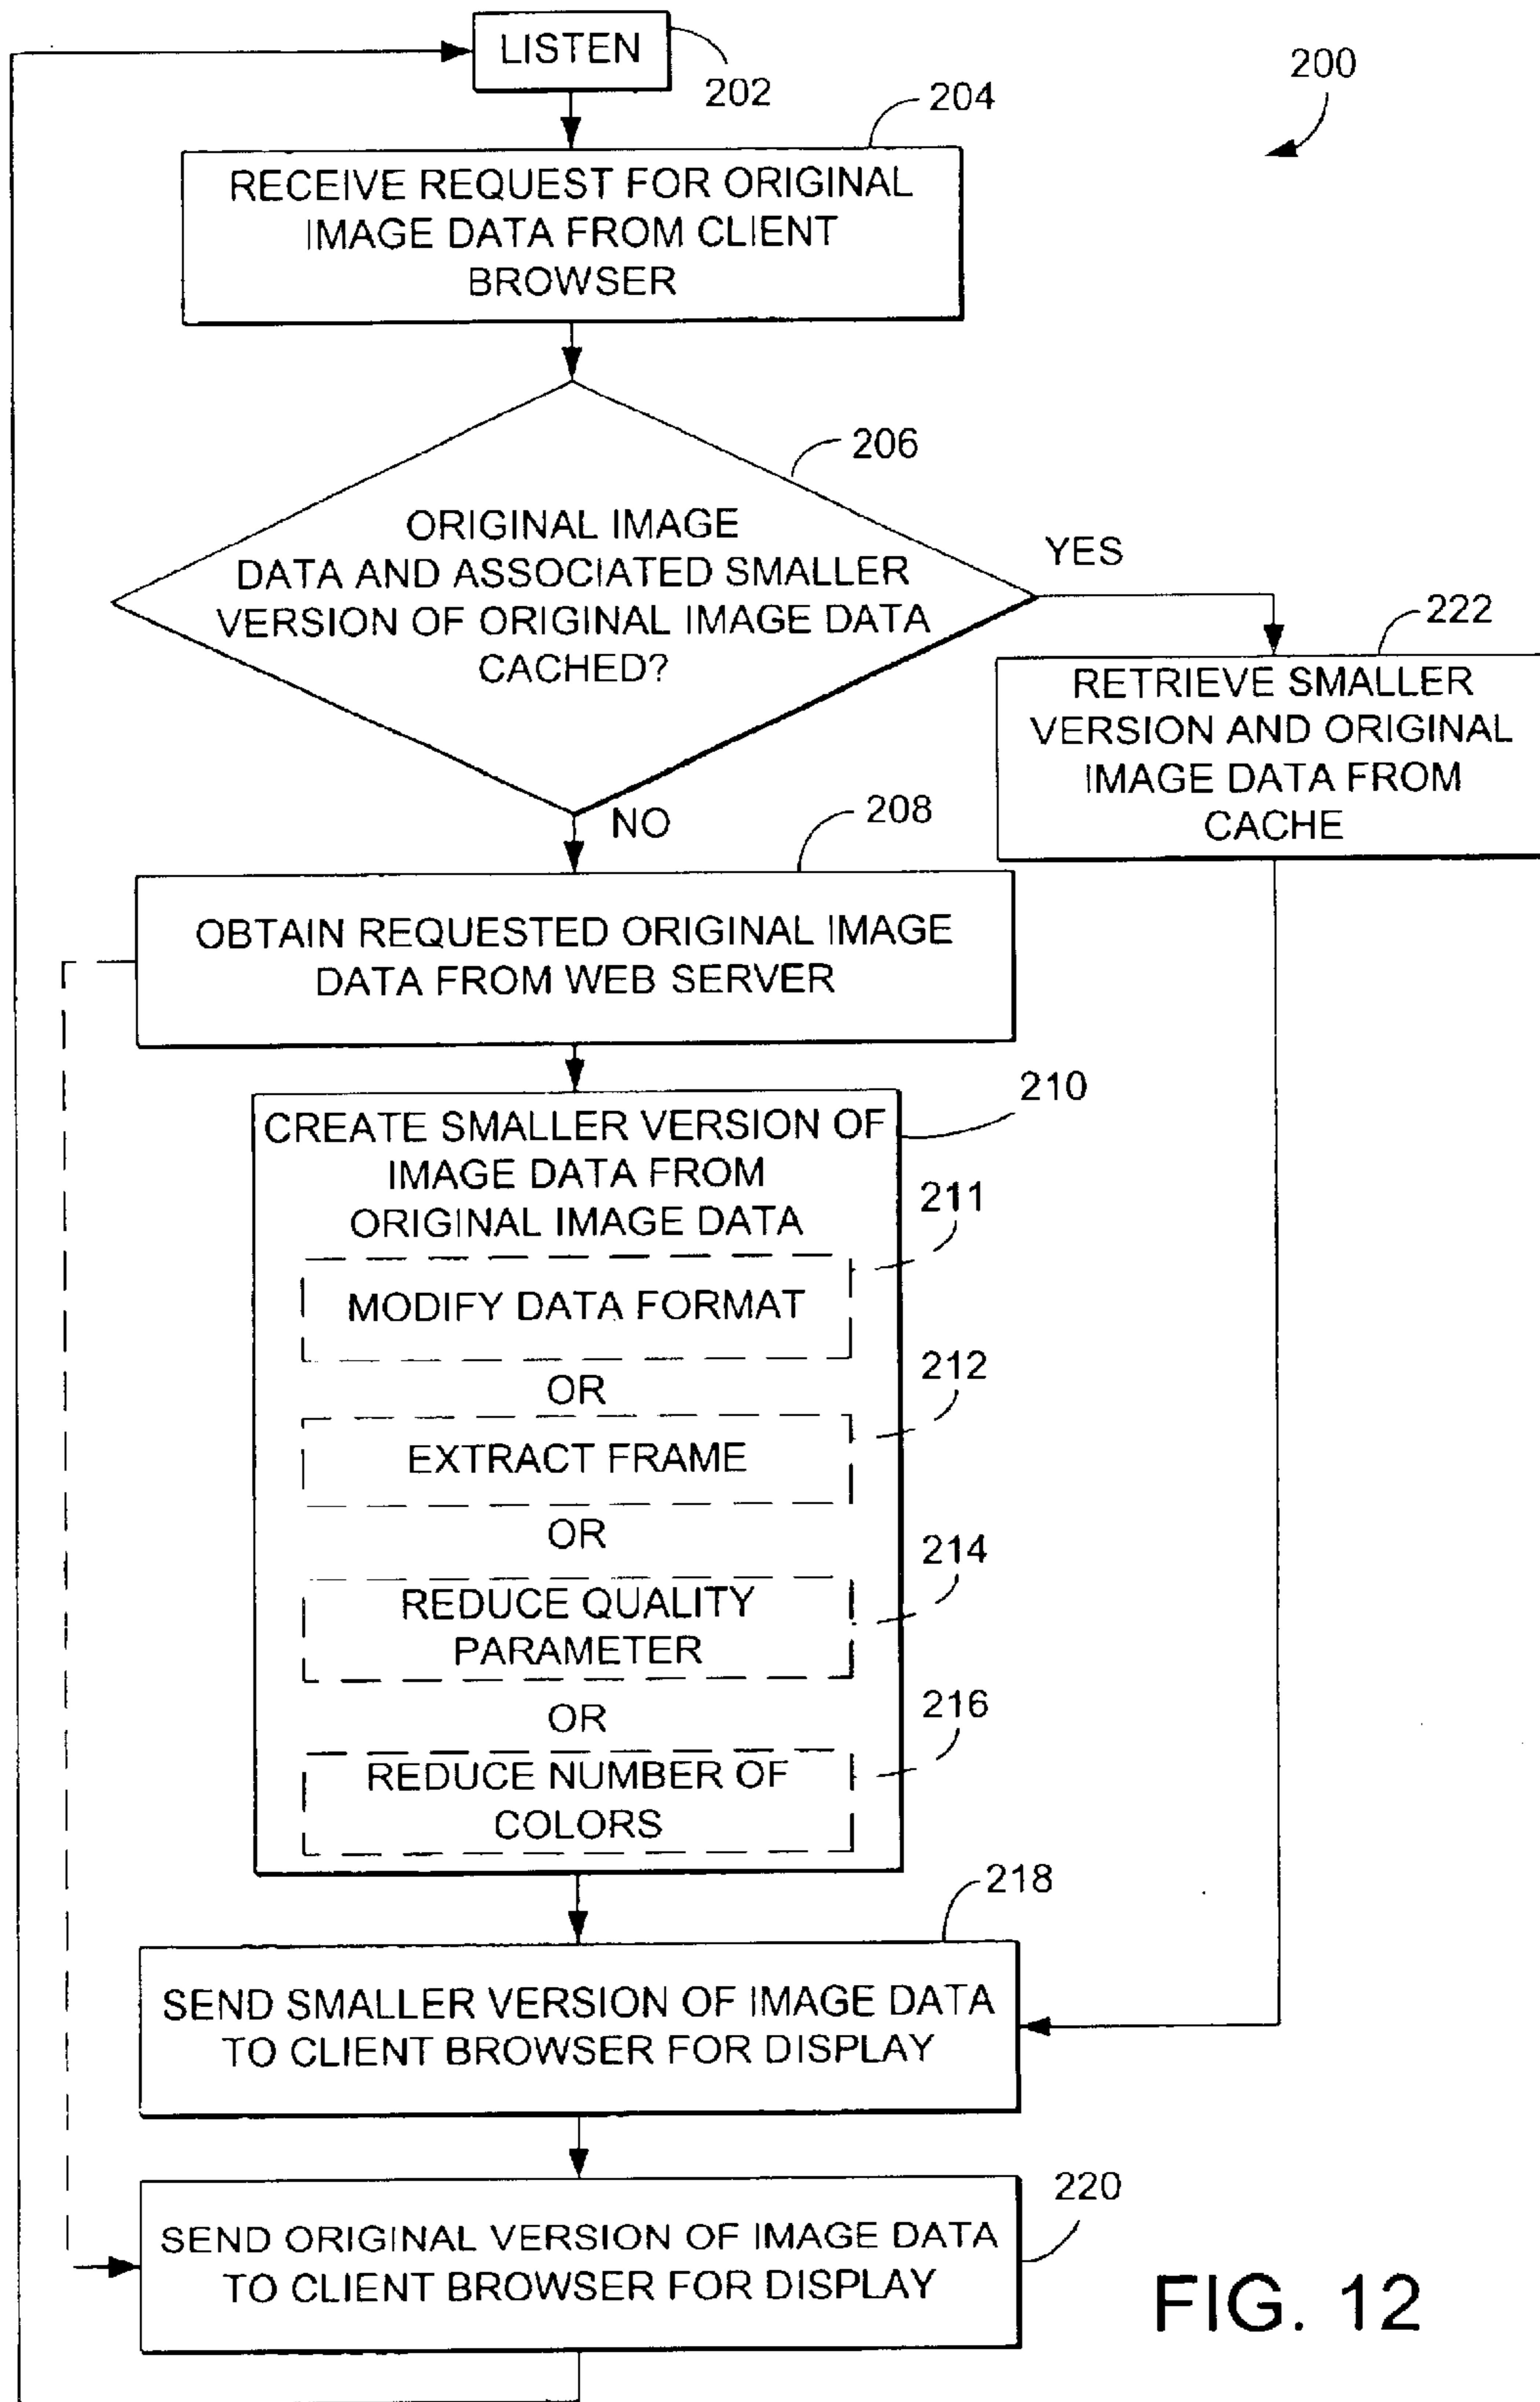 LISTEN
202
200
204
RECEIVE REQUEST FOR ORIGINAL
IMAGE DATA FROM CLIENT
BROWSER
206
ORIGINAL IMAGE
DATA AND ASSOCIATED SMALLER
VERSION OF ORIGINAL IMAGE DATA
CACHED?
YES
222
RETRIEVE SMALLER
VERSION AND ORIGINAL
IMAGE DATA FROM
CACHE
NO
208
OBTAIN REQUESTED ORIGINAL IMAGE
DATA FROM WEB SERVER
210
CREATE SMALLER VERSION OF
IMAGE DATA FROM
ORIGINAL IMAGE DATA
211
MODIFY DATA FORMAT
OR
212
EXTRACT FRAME
OR
214
REDUCE QUALITY
PARAMETER
OR
216
REDUCE NUMBER OF
COLORS
218
SEND SMALLER VERSION OF IMAGE DATA
TO CLIENT BROWSER FOR DISPLAY
220
SEND ORIGINAL VERSION OF IMAGE DATA
TO CLIENT BROWSER FOR DISPLAY
FIG. 12